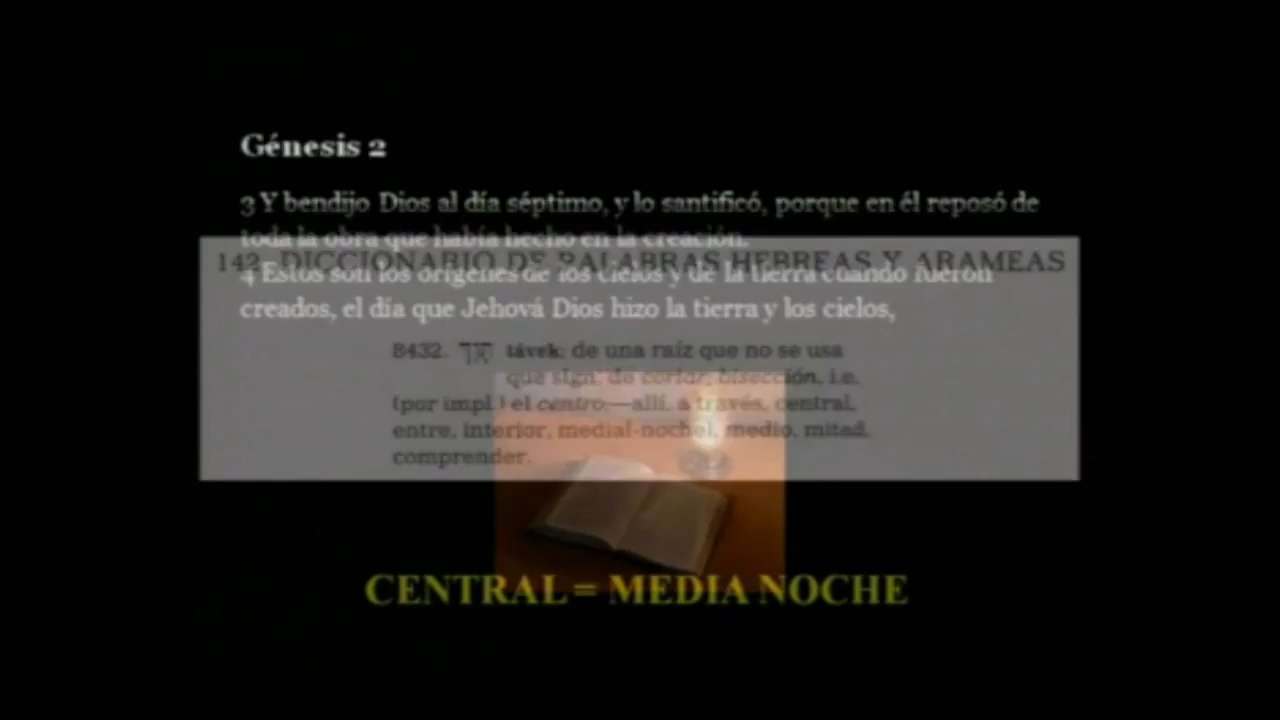 Génesis 2
3 Y bendijo Dios al día séptimo, y lo santificó, porque en él reposó de
toda la obra que había hecho en la creación.
142 DICCIONARIO DE PALABRAS HEBREAS Y ARAMEAS
4 Estos son los orígenes de los cielos y de la tierra cuando fueron
creados, el día que Jehová Dios hizo la tierra y los cielos,
8432. távek; de una raíz que no se usa
que sign. de cortar; bisección, i.e.
(por impl.) el centro:—allí, a través, central,
entre, interior, medial-noche, medio, mitad,
comprender.
CENTRAL = MEDIA NOCHE